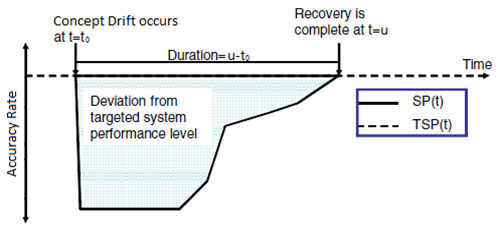 Concept Drift occurs
at t=t₀
Recovery is
complete at t=u
Duration= u-t₀
Time
Deviation from
targeted system
performance level
SP(t)
TSP(t)
Accuracy Rate